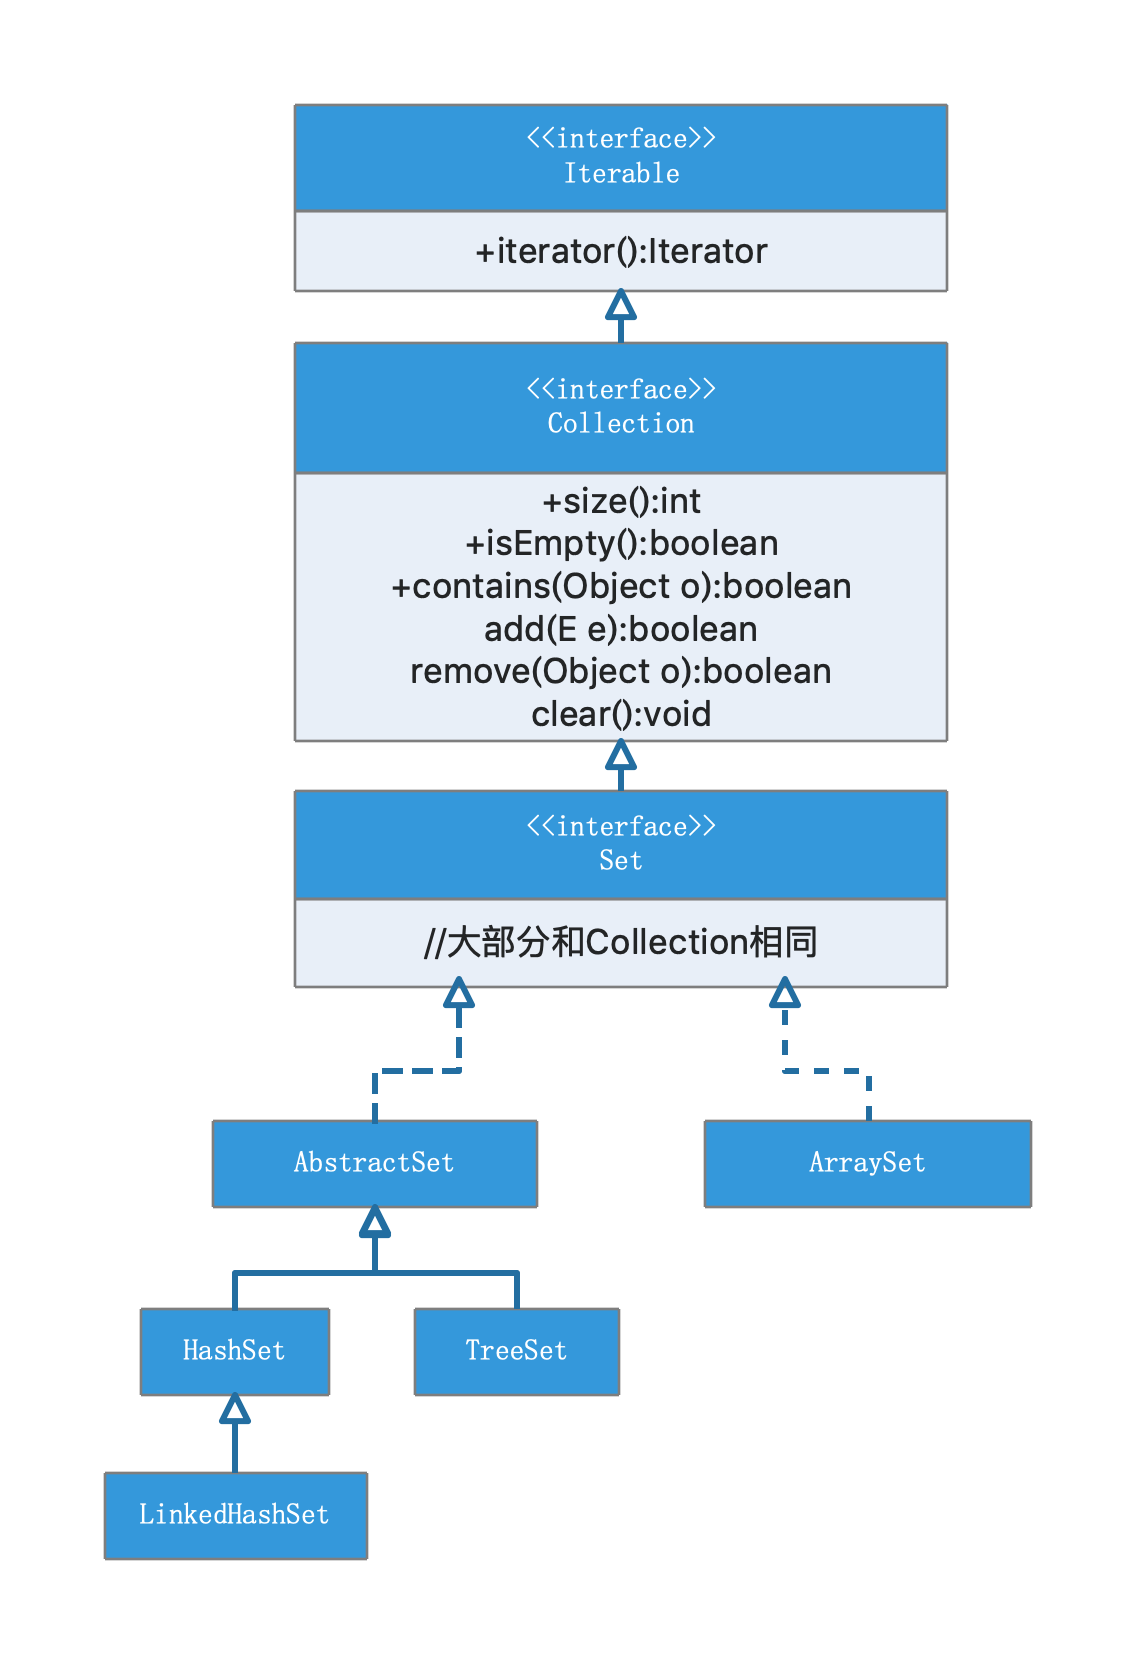 <<interface>>
Iterable
+iterator():Iterator
<<interface>>
Collection
+size():int
+isEmpty():boolean
+contains(Object o):boolean
add(E e):boolean
remove(Object o):boolean
clear():void
<<interface>>
Set
//大部分和Collection相同
AbstractSet
ArraySet
HashSet
TreeSet
LinkedHashSet